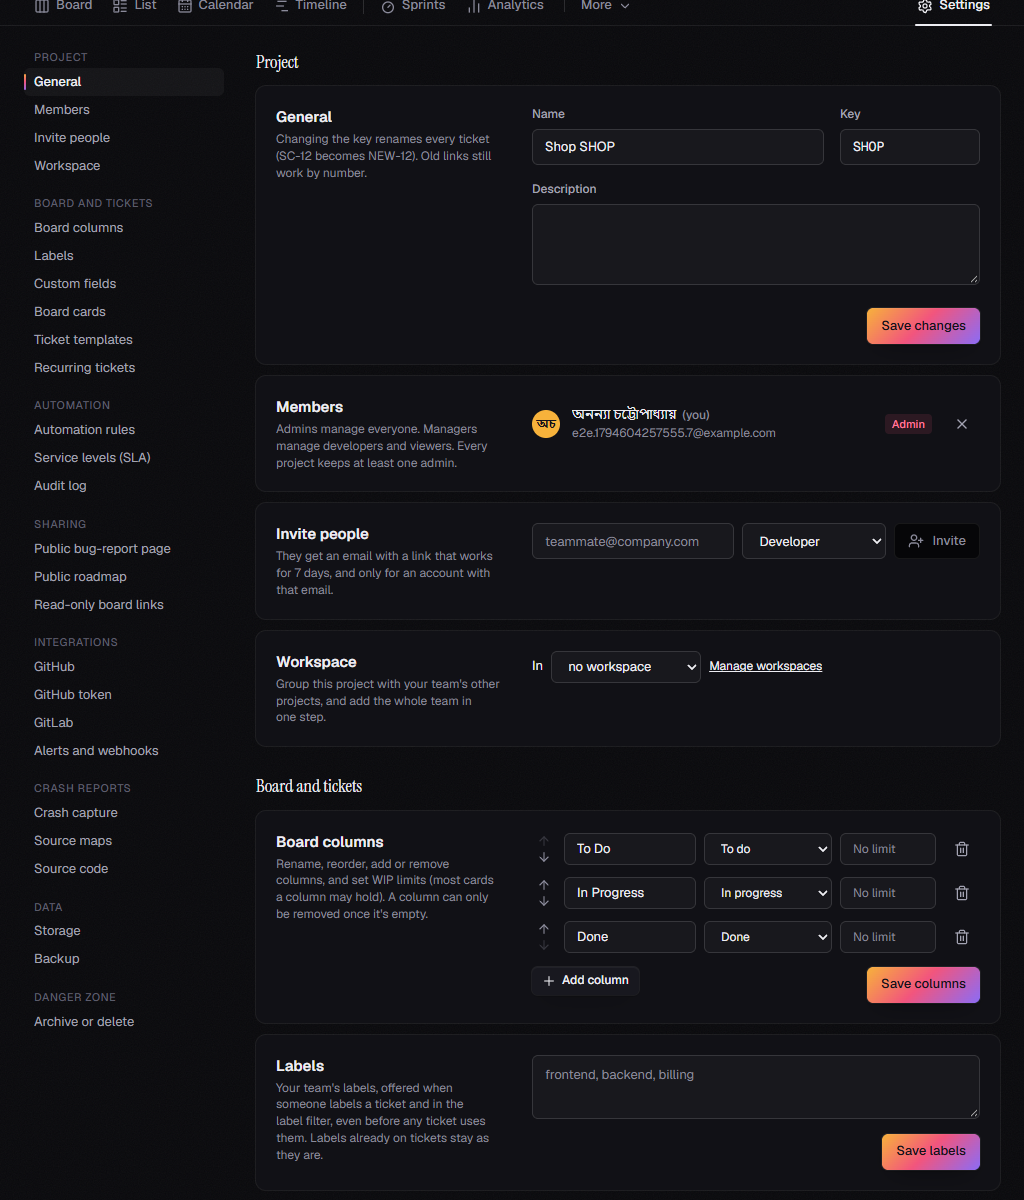 Board List Calendar Timeline Sprints Analytics More Settings
PROJECT
General
Members
Invite people
Workspace
BOARD AND TICKETS
Board columns
Labels
Custom fields
Board cards
Ticket templates
Recurring tickets
AUTOMATION
Automation rules
Service levels (SLA)
Audit log
SHARING
Public bug-report page
Public roadmap
Read-only board links
INTEGRATIONS
GitHub
GitHub token
GitLab
Alerts and webhooks
CRASH REPORTS
Crash capture
Source maps
Source code
DATA
Storage
Backup
DANGER ZONE
Archive or delete
Project
General
Changing the key renames every ticket
(SC-12 becomes NEW-12). Old links still
work by number.
Name Key
Shop SHOP SHOP
Description
Save changes
Members
Admins manage everyone. Managers
manage developers and viewers. Every
project keeps at least one admin.
অচ
অনন্যা চট্টোপাধ্যায় (you)
e2e.1794604257555.7@example.com
Admin
Invite people
They get an email with a link that works
for 7 days, and only for an account with
that email.
teammate@company.com Developer Invite
Workspace
Group this project with your team's other
projects, and add the whole team in
one step.
In no workspace Manage workspaces
Board and tickets
Board columns
Rename, reorder, add or remove
columns, and set WIP limits (most cards
a column may hold). A column can only
be removed once it's empty.
To Do To do No limit
In Progress In progress No limit
Done Done No limit
Add column Save columns
Labels
Your team's labels, offered when
someone labels a ticket and in the
label filter, even before any ticket uses
them. Labels already on tickets stay as
they are.
frontend, backend, billing
Save labels